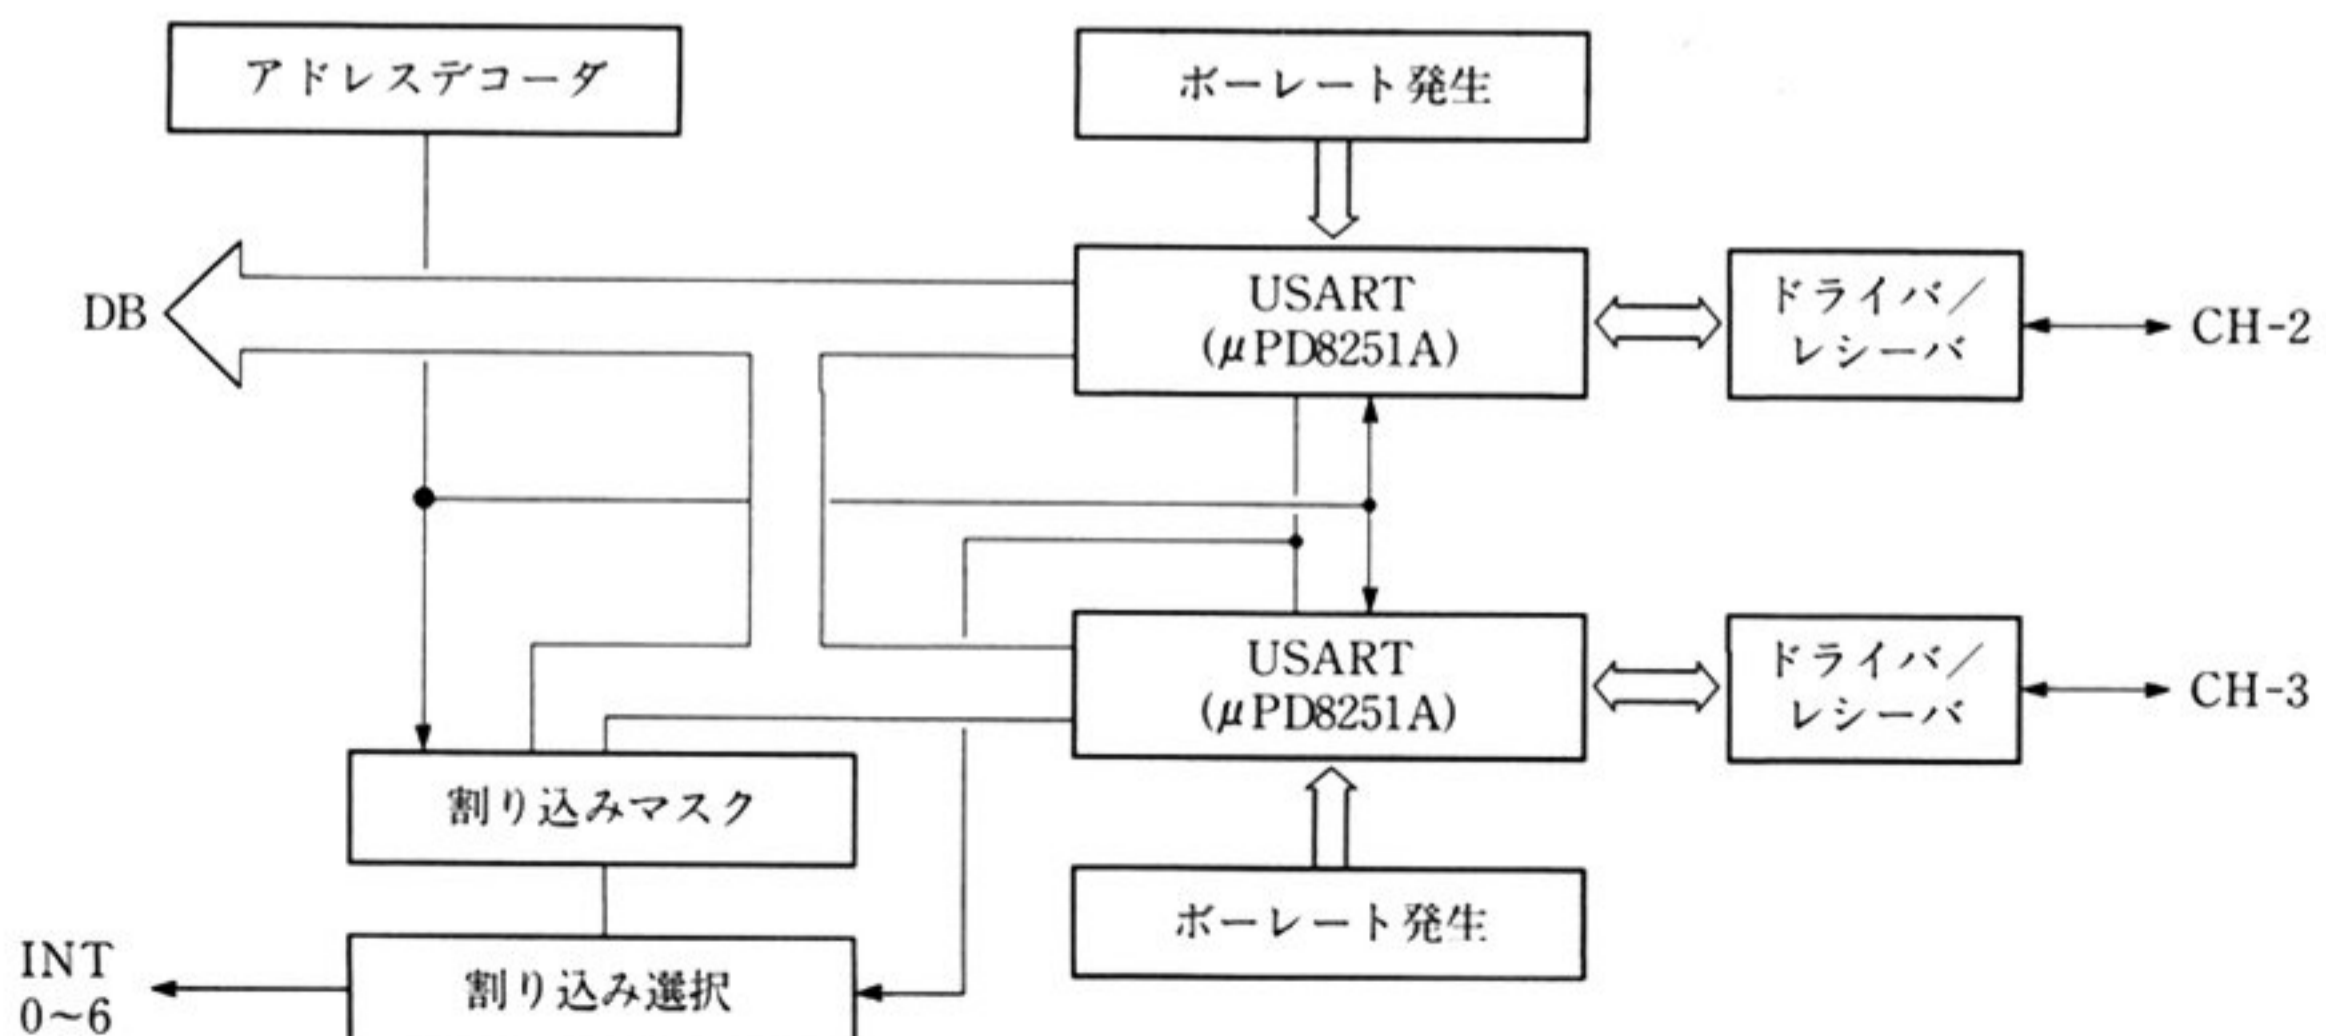 アドレスデコーダ
ボーレート発生
DB
USART
(μPD8251A)
ドライバ／
レシーバ
CH-2
USART
(μPD8251A)
ドライバ／
レシーバ
CH-3
割り込みマスク
ボーレート発生
INT
0~6
割り込み選択